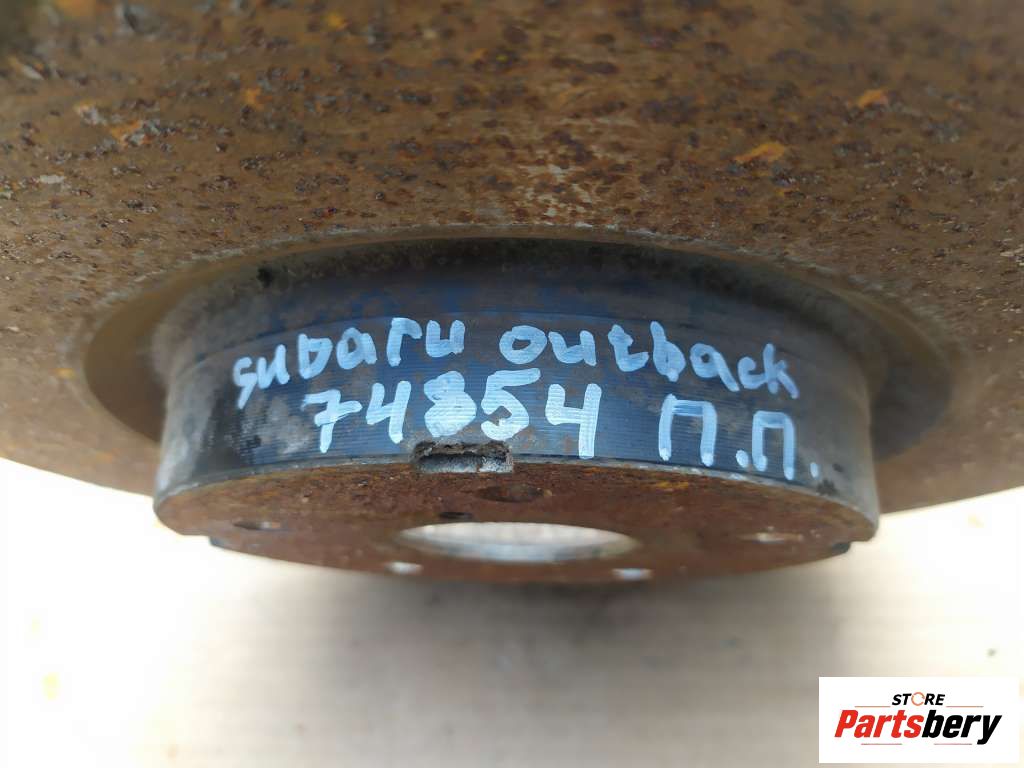 subaru outback
74854 П.П.
STORE
Partsbery